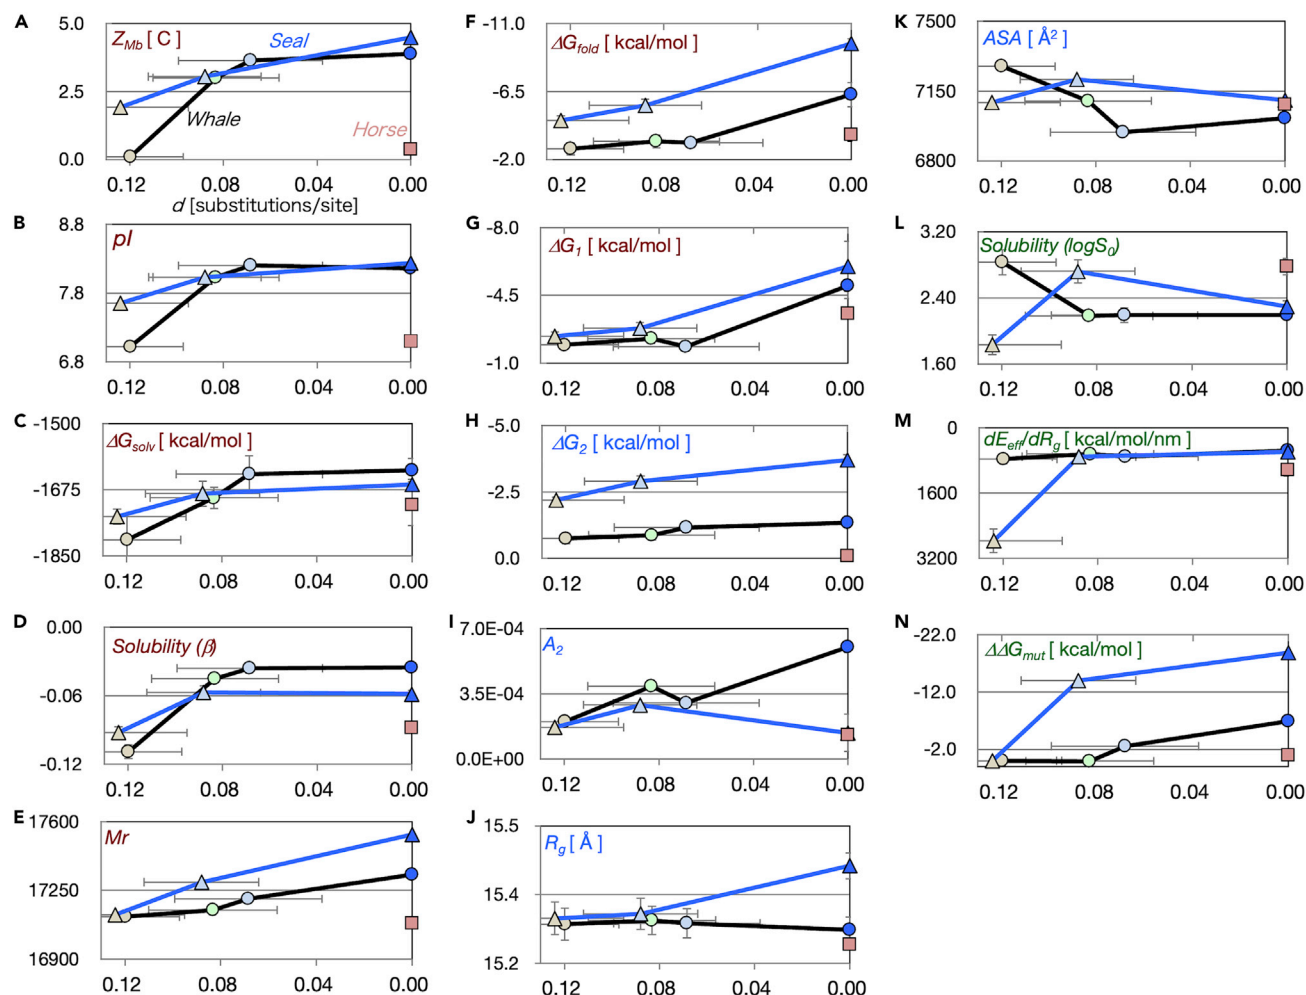 A
5.0
Z_Mb [ C ]
Seal
2.5
Whale
Horse
0.0
0.12 0.08 0.04 0.00
d [substitutions/site]
B
8.8
pI
7.8
6.8
0.12 0.08 0.04 0.00
C
-1500
ΔG_solv [ kcal/mol ]
-1675
-1850
0.12 0.08 0.04 0.00
D
0.00
Solubility (β)
-0.06
-0.12
0.12 0.08 0.04 0.00
E
17600
Mr
17250
16900
0.12 0.08 0.04 0.00
F
-11.0
ΔG_fold [ kcal/mol ]
-6.5
-2.0
0.12 0.08 0.04 0.00
G
-8.0
ΔG_1 [ kcal/mol ]
-4.5
-1.0
0.12 0.08 0.04 0.00
H
-5.0
ΔG_2 [ kcal/mol ]
-2.5
0.0
0.12 0.08 0.04 0.00
I
7.0E-04
A_2
3.5E-04
0.0E+00
0.12 0.08 0.04 0.00
J
15.5
R_g [ Å ]
15.4
15.2
0.12 0.08 0.04 0.00
K
7500
ASA [ Å² ]
7150
6800
0.12 0.08 0.04 0.00
L
3.20
Solubility (logS_0)
2.40
1.60
0.12 0.08 0.04 0.00
M
0
dE_eff/dR_g [ kcal/mol/nm ]
1600
3200
0.12 0.08 0.04 0.00
N
-22.0
ΔΔG_mut [ kcal/mol ]
-12.0
-2.0
0.12 0.08 0.04 0.00